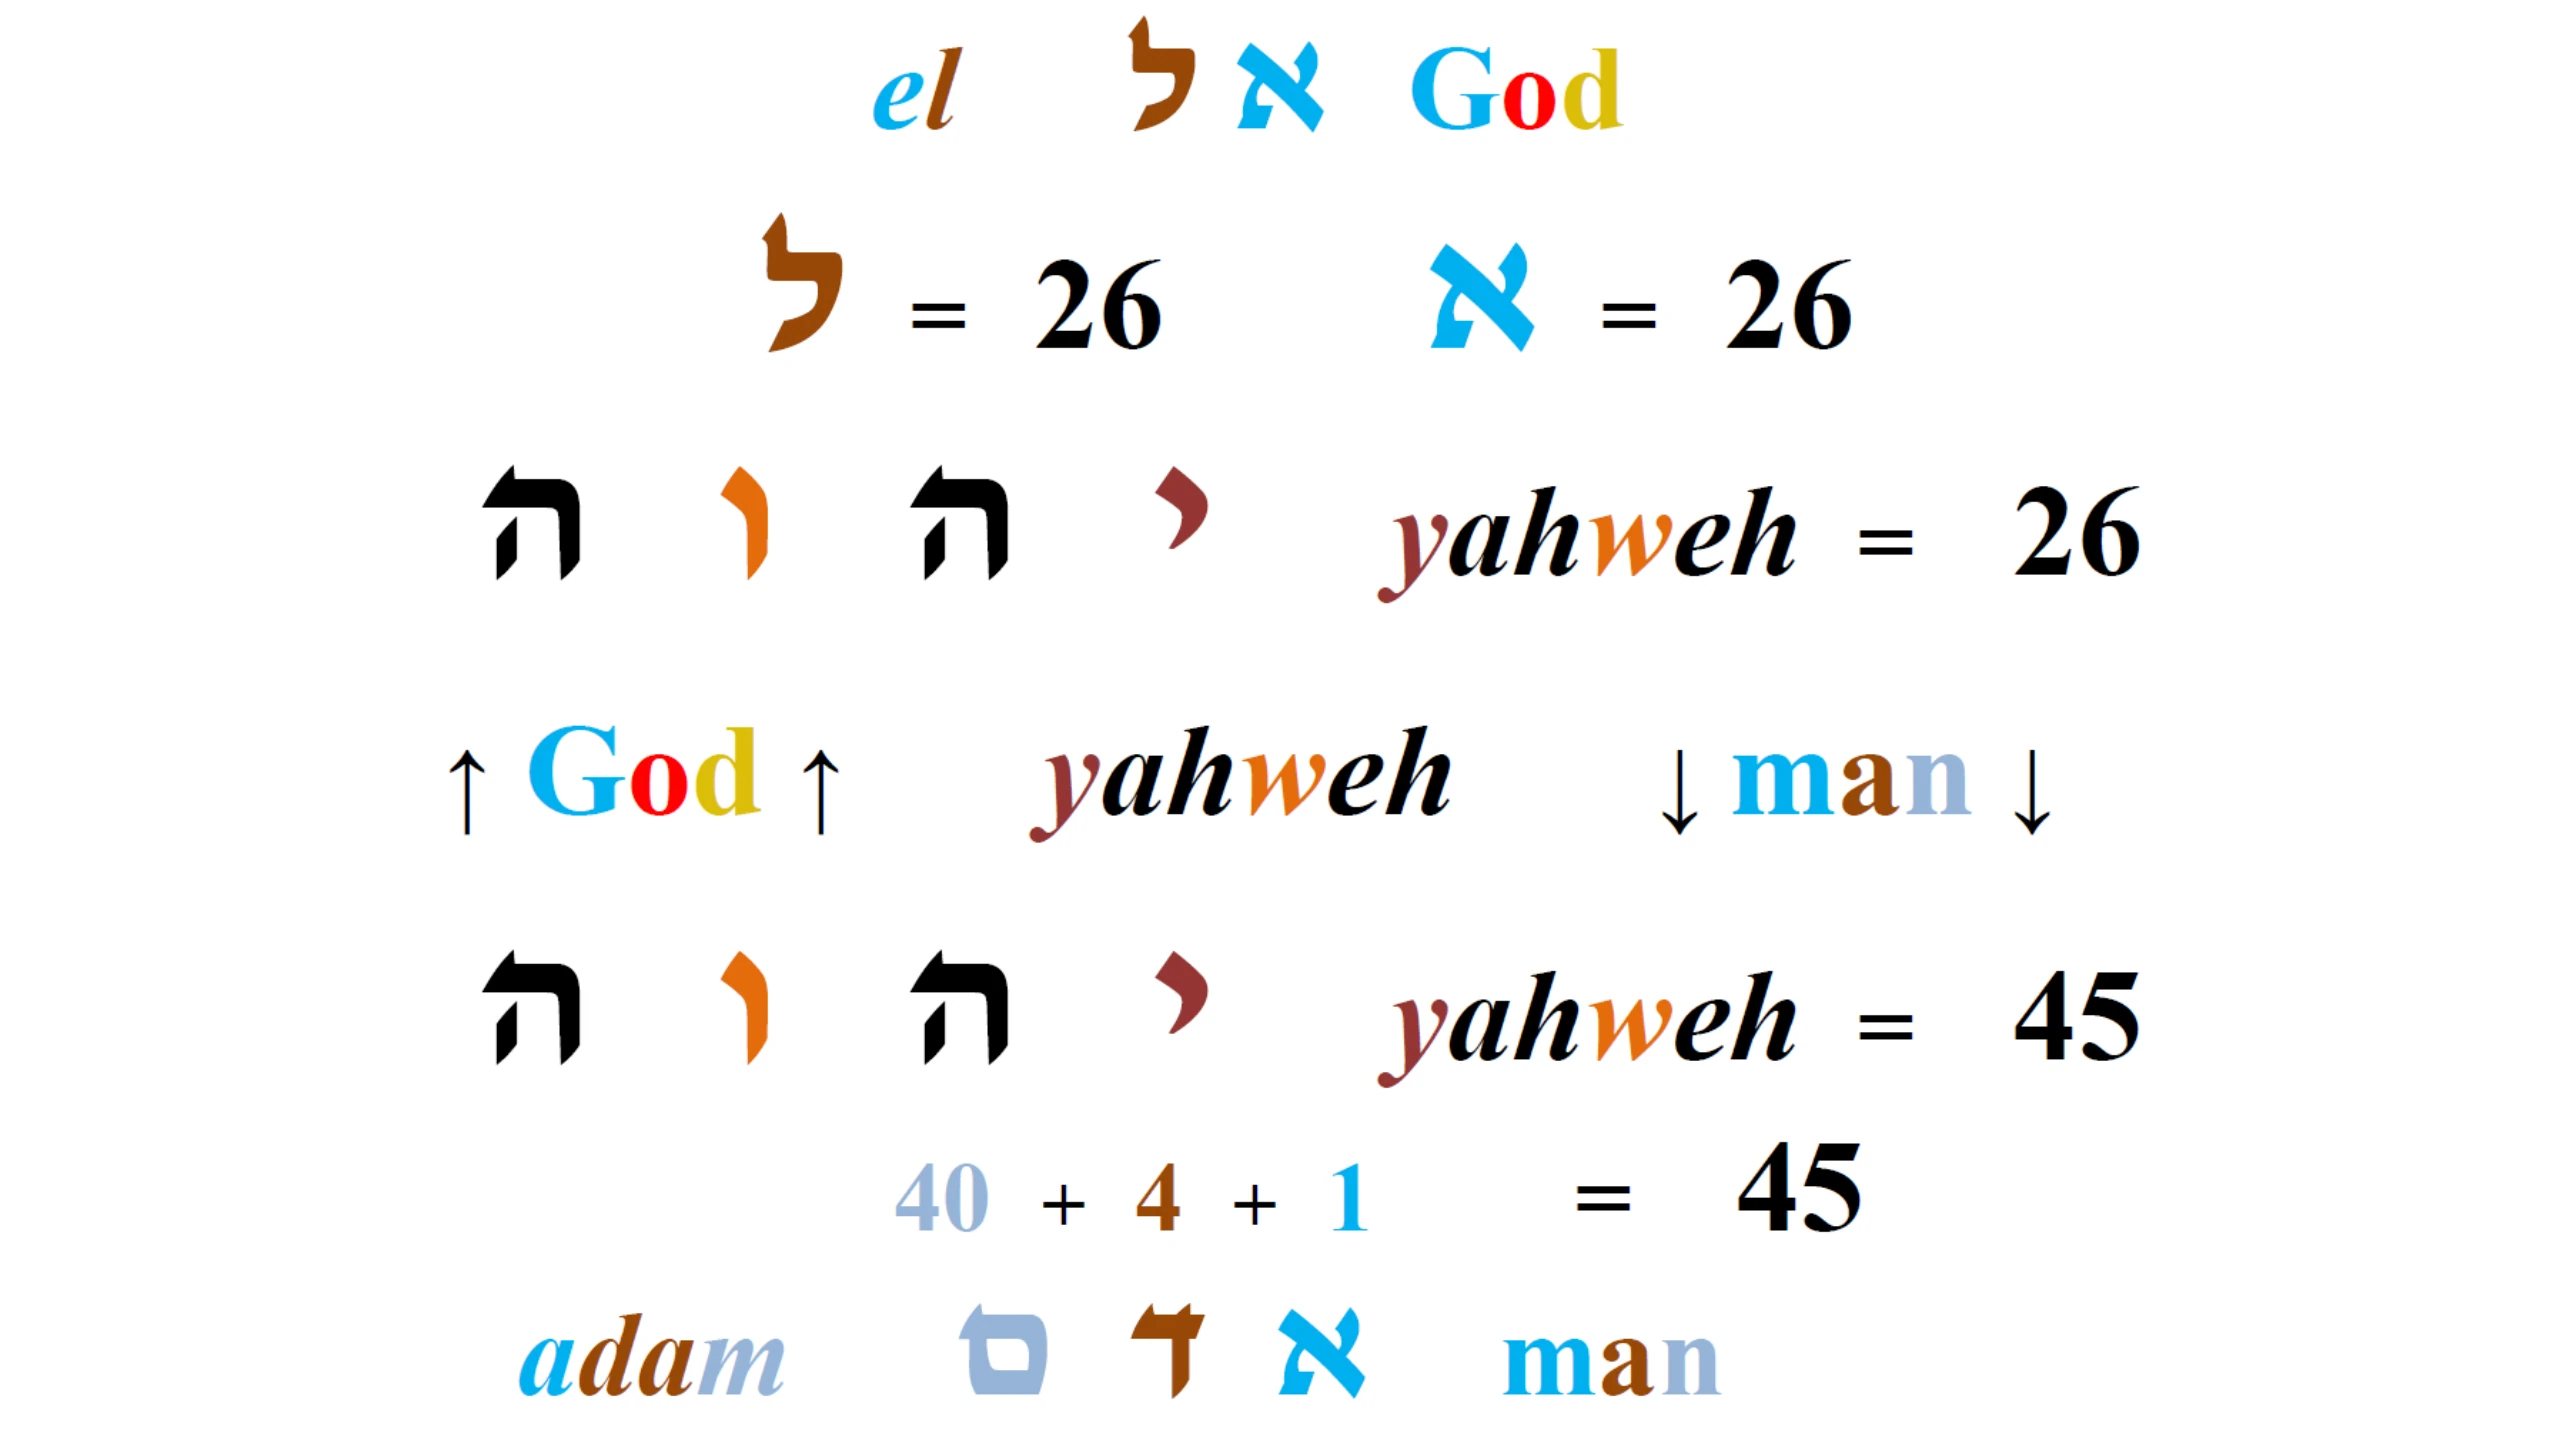 el אל God
ל = 26 א = 26
יהוה yahweh = 26
↑ God ↑ yahweh ↓ man ↓
יהוה yahweh = 45
40 + 4 + 1 = 45
adam אדם man